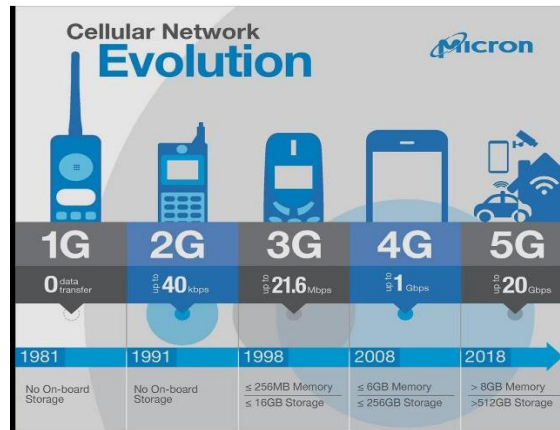 Cellular Network
Evolution
Micron
1G
2G
3G
4G
5G
0 data transfer
up to 40 kbps
up to 21.6 Mbps
up to 1 Gbps
up to 20 Gbps
1981
1991
1998
2008
2018
No On-board
Storage
No On-board
Storage
≤ 256MB Memory
≤ 16GB Storage
≤ 6GB Memory
≤ 256GB Storage
> 8GB Memory
>512GB Storage